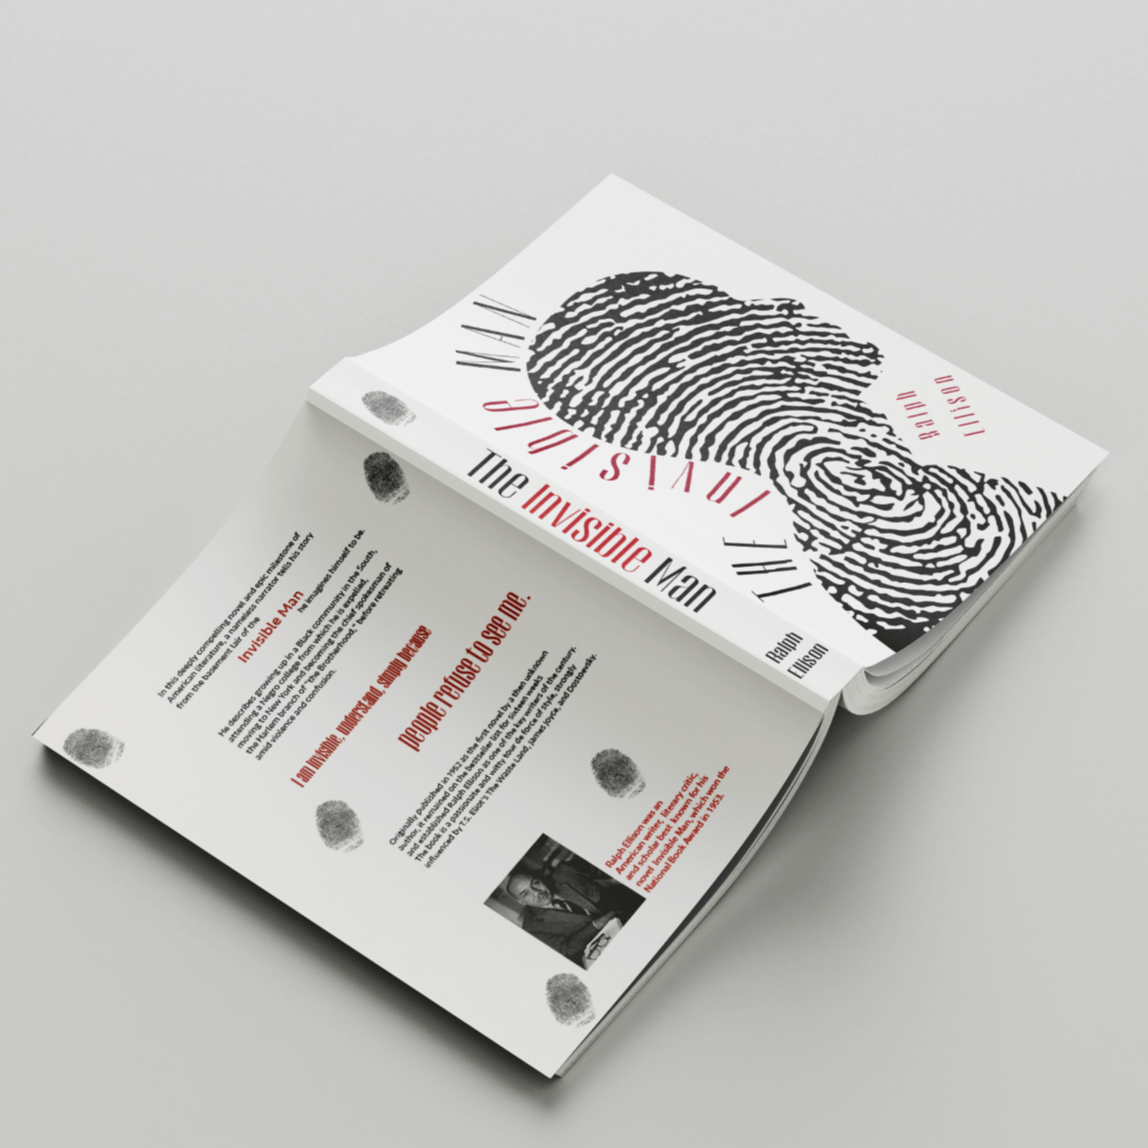 THE
Invisible
MAN
Ralph
Ellison
The Invisible Man
Ralph
Ellison
In this deeply compelling novel and epic milestone of
American literature, a nameless narrator tells his story
from the basement lair of the
Invisible Man
he imagines himself to be.
He describes growing up in a Black community in the South,
attending a Negro college from which he is expelled,
moving to New York and becoming the chief spokesman of
the Harlem branch of "the Brotherhood," before retreating
amid violence and confusion.
I am invisible, understand, simply because
people refuse to see me.
Originally published in 1952 as the first novel by a then unknown
author, it remained on the bestseller list for sixteen weeks
and established Ralph Ellison as one of the key writers of the century.
The book is a passionate and witty tour de force of style, strongly
influenced by T.S. Eliot's The Waste Land, James Joyce, and Dostoevsky.
Ralph Ellison was an
American writer, literary critic,
and scholar best known for his
novel Invisible Man, which won the
National Book Award in 1953.